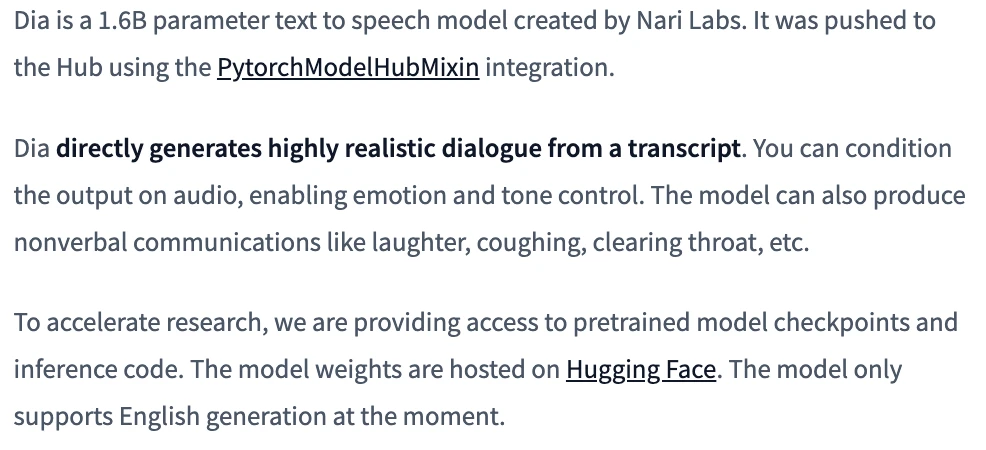 Dia is a 1.6B parameter text to speech model created by Nari Labs. It was pushed to
the Hub using the PytorchModelHubMixin integration.
Dia directly generates highly realistic dialogue from a transcript. You can condition
the output on audio, enabling emotion and tone control. The model can also produce
nonverbal communications like laughter, coughing, clearing throat, etc.
To accelerate research, we are providing access to pretrained model checkpoints and
inference code. The model weights are hosted on Hugging Face. The model only
supports English generation at the moment.